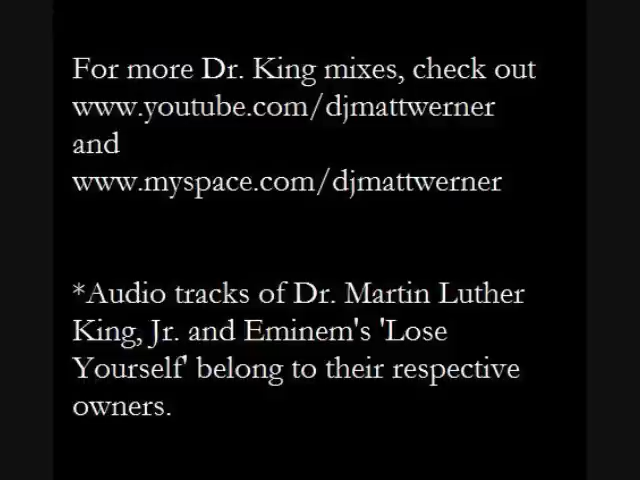 For more Dr. King mixes, check out
www.youtube.com/djmattwerner
and
www.myspace.com/djmattwerner
*Audio tracks of Dr. Martin Luther
King, Jr. and Eminem's 'Lose
Yourself' belong to their respective
owners.